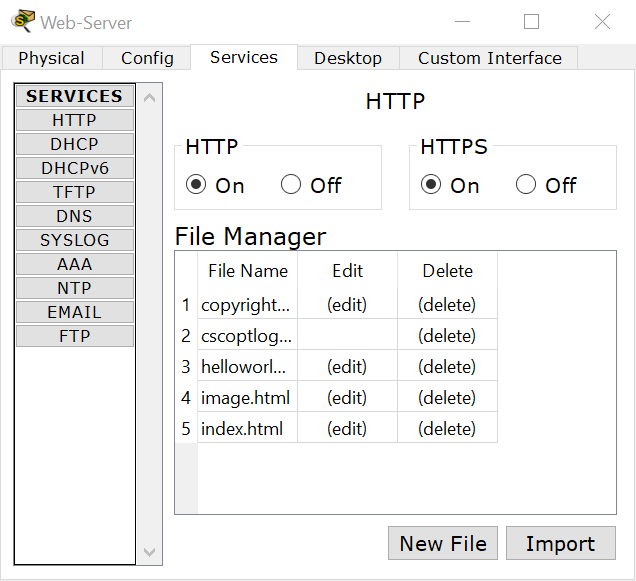 Web-Server
Physical Config Services Desktop Custom Interface
SERVICES
HTTP
DHCP
DHCPv6
TFTP
DNS
SYSLOG
AAA
NTP
EMAIL
FTP
HTTP
HTTP HTTPS
On Off On Off
File Manager
File Name Edit Delete
1 copyright... (edit) (delete)
2 cscoptlog... (delete)
3 helloworl... (edit) (delete)
4 image.html (edit) (delete)
5 index.html (edit) (delete)
New File Import